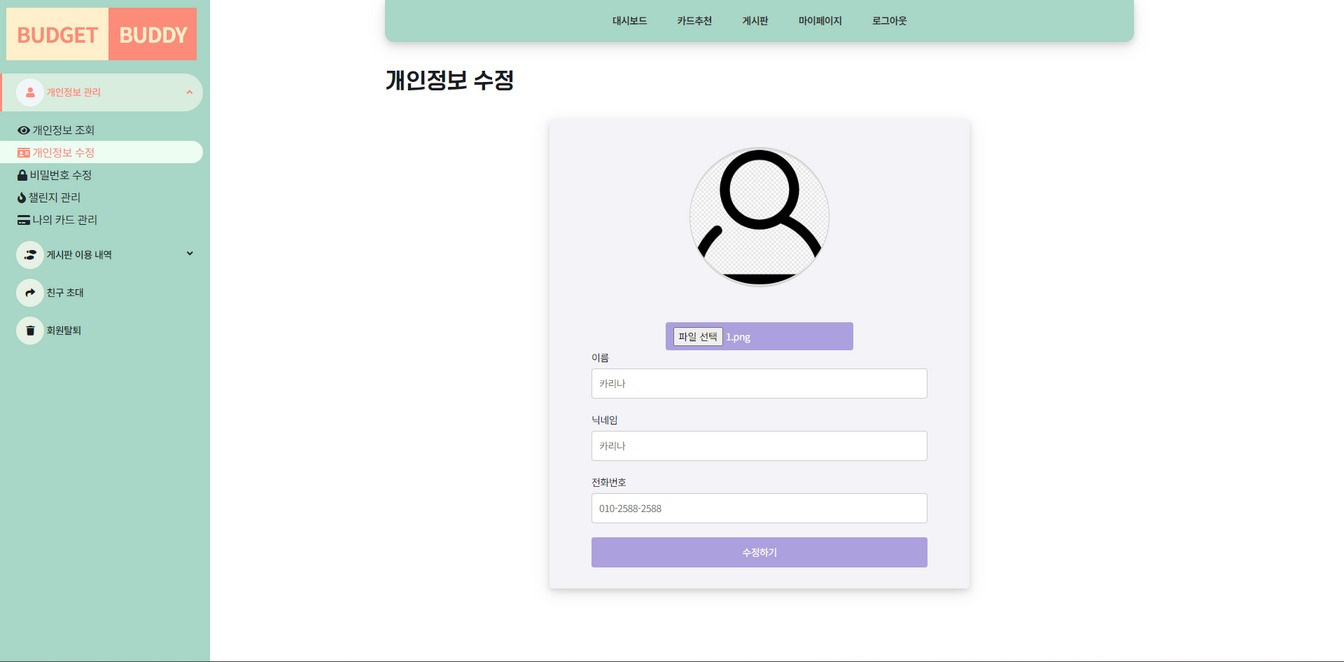 BUDGET BUDDY
개인정보 관리
개인정보 조회
개인정보 수정
비밀번호 수정
챌린지 관리
나의 카드 관리
게시판 이용 내역
친구 초대
회원탈퇴
대시보드 카드추천 게시판 마이페이지 로그아웃
개인정보 수정
파일 선택 1.png
이름
카리나
닉네임
카리나
전화번호
010-2588-2588
수정하기